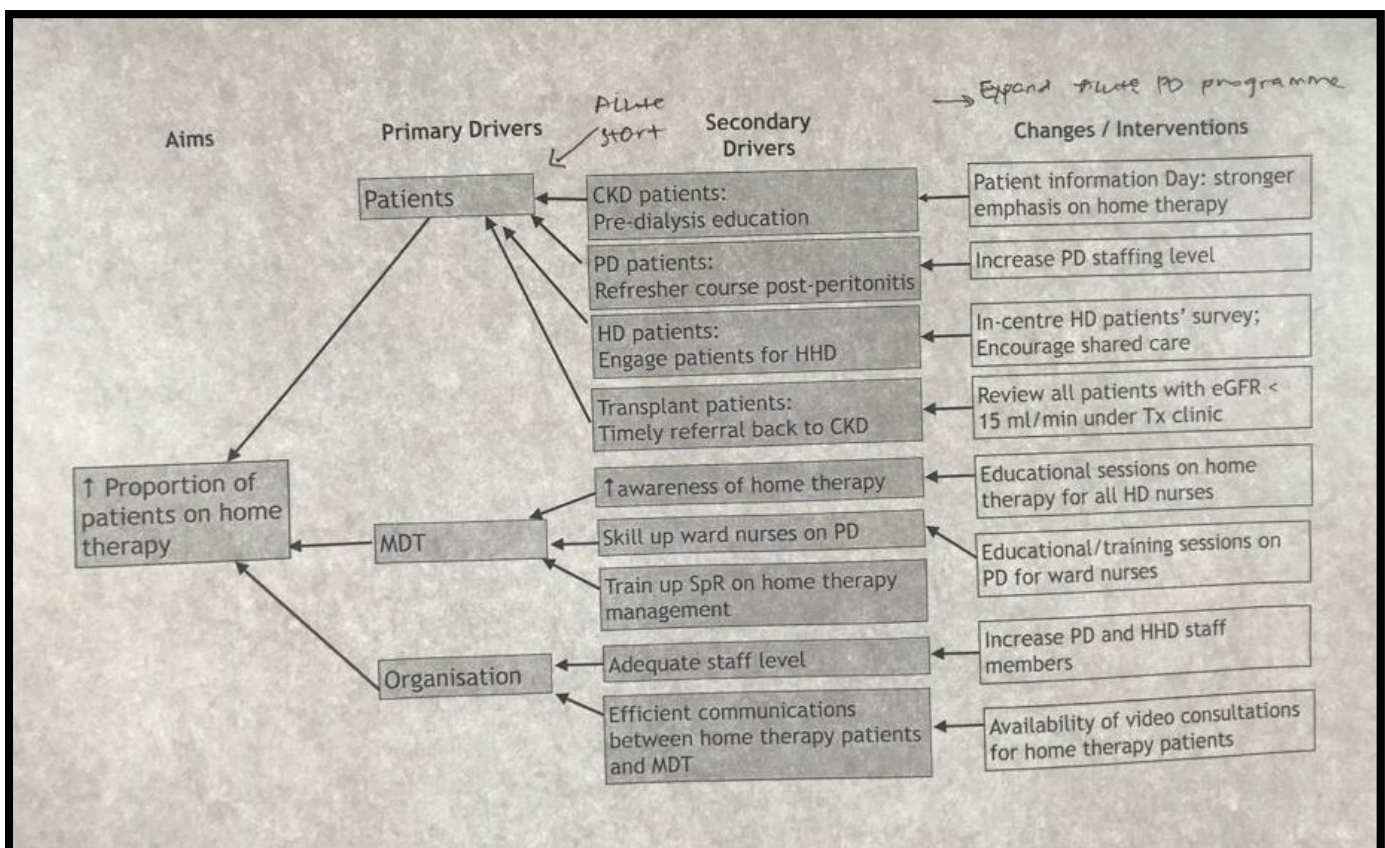 → Expand Acute PD programme
Acute
start
Aims
Primary Drivers
Secondary
Drivers
Changes / Interventions
Patients
CKD patients:
Pre-dialysis education
Patient information Day: stronger
emphasis on home therapy
PD patients:
Refresher course post-peritonitis
Increase PD staffing level
HD patients:
Engage patients for HHD
In-centre HD patients' survey;
Encourage shared care
Transplant patients:
Timely referral back to CKD
Review all patients with eGFR <
15 ml/min under Tx clinic
↑ Proportion of
patients on home
therapy
MDT
↑awareness of home therapy
Educational sessions on home
therapy for all HD nurses
Skill up ward nurses on PD
Educational/training sessions on
PD for ward nurses
Train up SpR on home therapy
management
Organisation
Adequate staff level
Increase PD and HHD staff
members
Efficient communications
between home therapy patients
and MDT
Availability of video consultations
for home therapy patients